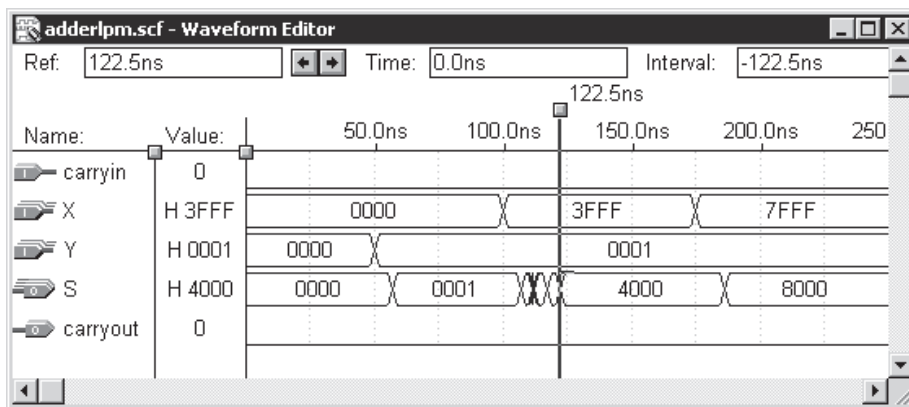 adderlpm.scf - Waveform Editor
Ref: 122.5ns Time: 0.0ns Interval: -122.5ns
122.5ns
Name: Value: 50.0ns 100.0ns 150.0ns 200.0ns 250
carryin 0
X H 3FFF 0000 3FFF 7FFF
Y H 0001 0000 0001
S H 4000 0000 0001 4000 8000
carryout 0